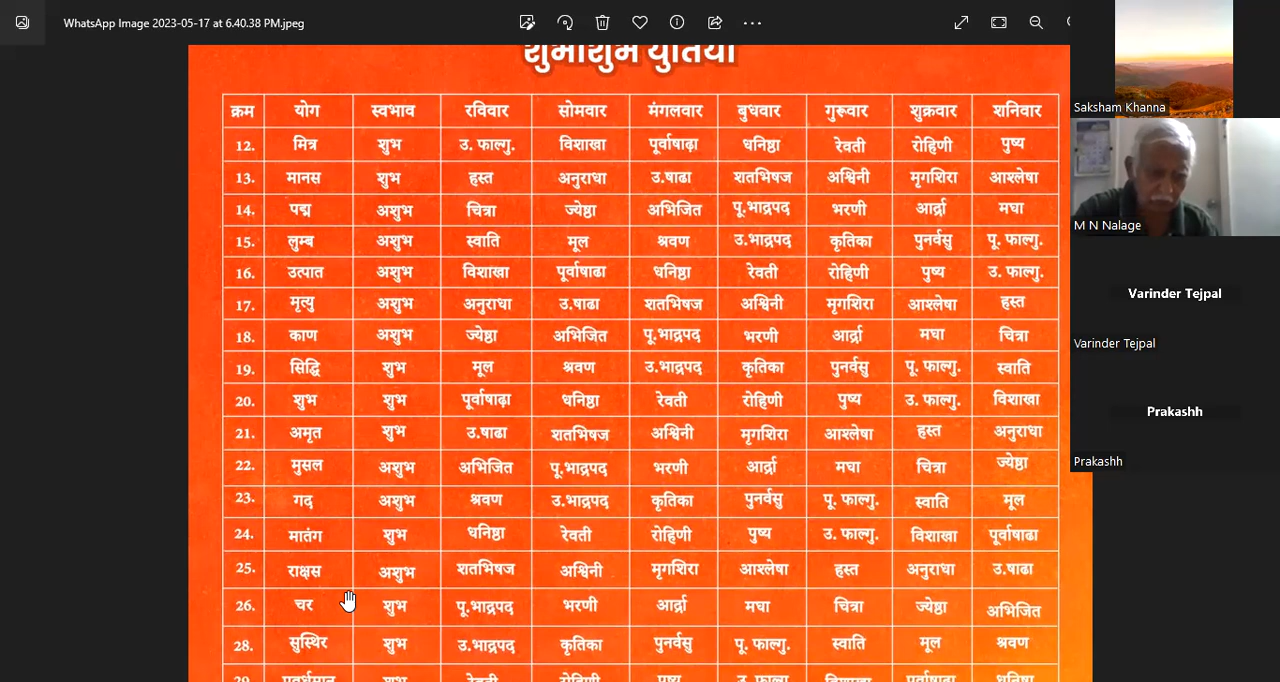 WhatsApp Image 2023-05-17 at 6.40.38 PM.jpeg
शुभाशुभ युतियाँ
क्रम योग स्वभाव रविवार सोमवार मंगलवार बुधवार गुरूवार शुक्रवार शनिवार
12. मित्र शुभ उ. फाल्गु. विशाखा पूर्वाषाढ़ा धनिष्ठा रेवती रोहिणी पुष्य
13. मानस शुभ हस्त अनुराधा उ.षाढा शतभिषज अश्विनी मृगशिरा आश्लेषा
14. पद्म अशुभ चित्रा ज्येष्ठा अभिजित पू.भाद्रपद भरणी आर्द्रा मघा
15. लुम्ब अशुभ स्वाति मूल श्रवण उ.भाद्रपद कृतिका पुनर्वसु पू. फाल्गु.
16. उत्पात अशुभ विशाखा पूर्वाषाढा धनिष्ठा रेवती रोहिणी पुष्य उ. फाल्गु.
17. मृत्यु अशुभ अनुराधा उ.षाढा शतभिषज अश्विनी मृगशिरा आश्लेषा हस्त
18. काण अशुभ ज्येष्ठा अभिजित पू.भाद्रपद भरणी आर्द्रा मघा चित्रा
19. सिद्धि शुभ मूल श्रवण उ.भाद्रपद कृतिका पुनर्वसु पू. फाल्गु. स्वाति
20. शुभ शुभ पूर्वाषाढ़ा धनिष्ठा रेवती रोहिणी पुष्य उ. फाल्गु. विशाखा
21. अमृत शुभ उ.षाढा शतभिषज अश्विनी मृगशिरा आश्लेषा हस्त अनुराधा
22. मुसल अशुभ अभिजित पू.भाद्रपद भरणी आर्द्रा मघा चित्रा ज्येष्ठा
23. गद अशुभ श्रवण उ.भाद्रपद कृतिका पुनर्वसु पू. फाल्गु. स्वाति मूल
24. मातंग शुभ धनिष्ठा रेवती रोहिणी पुष्य उ. फाल्गु. विशाखा पूर्वाषाढा
25. राक्षस अशुभ शतभिषज अश्विनी मृगशिरा आश्लेषा हस्त अनुराधा उ.षाढा
26. चर शुभ पू.भाद्रपद भरणी आर्द्रा मघा चित्रा ज्येष्ठा अभिजित
28. सुस्थिर शुभ उ.भाद्रपद कृतिका पुनर्वसु पू. फाल्गु. स्वाति मूल श्रवण
Saksham Khanna
M N Nalage
Varinder Tejpal
Varinder Tejpal
Prakashh
Prakashh